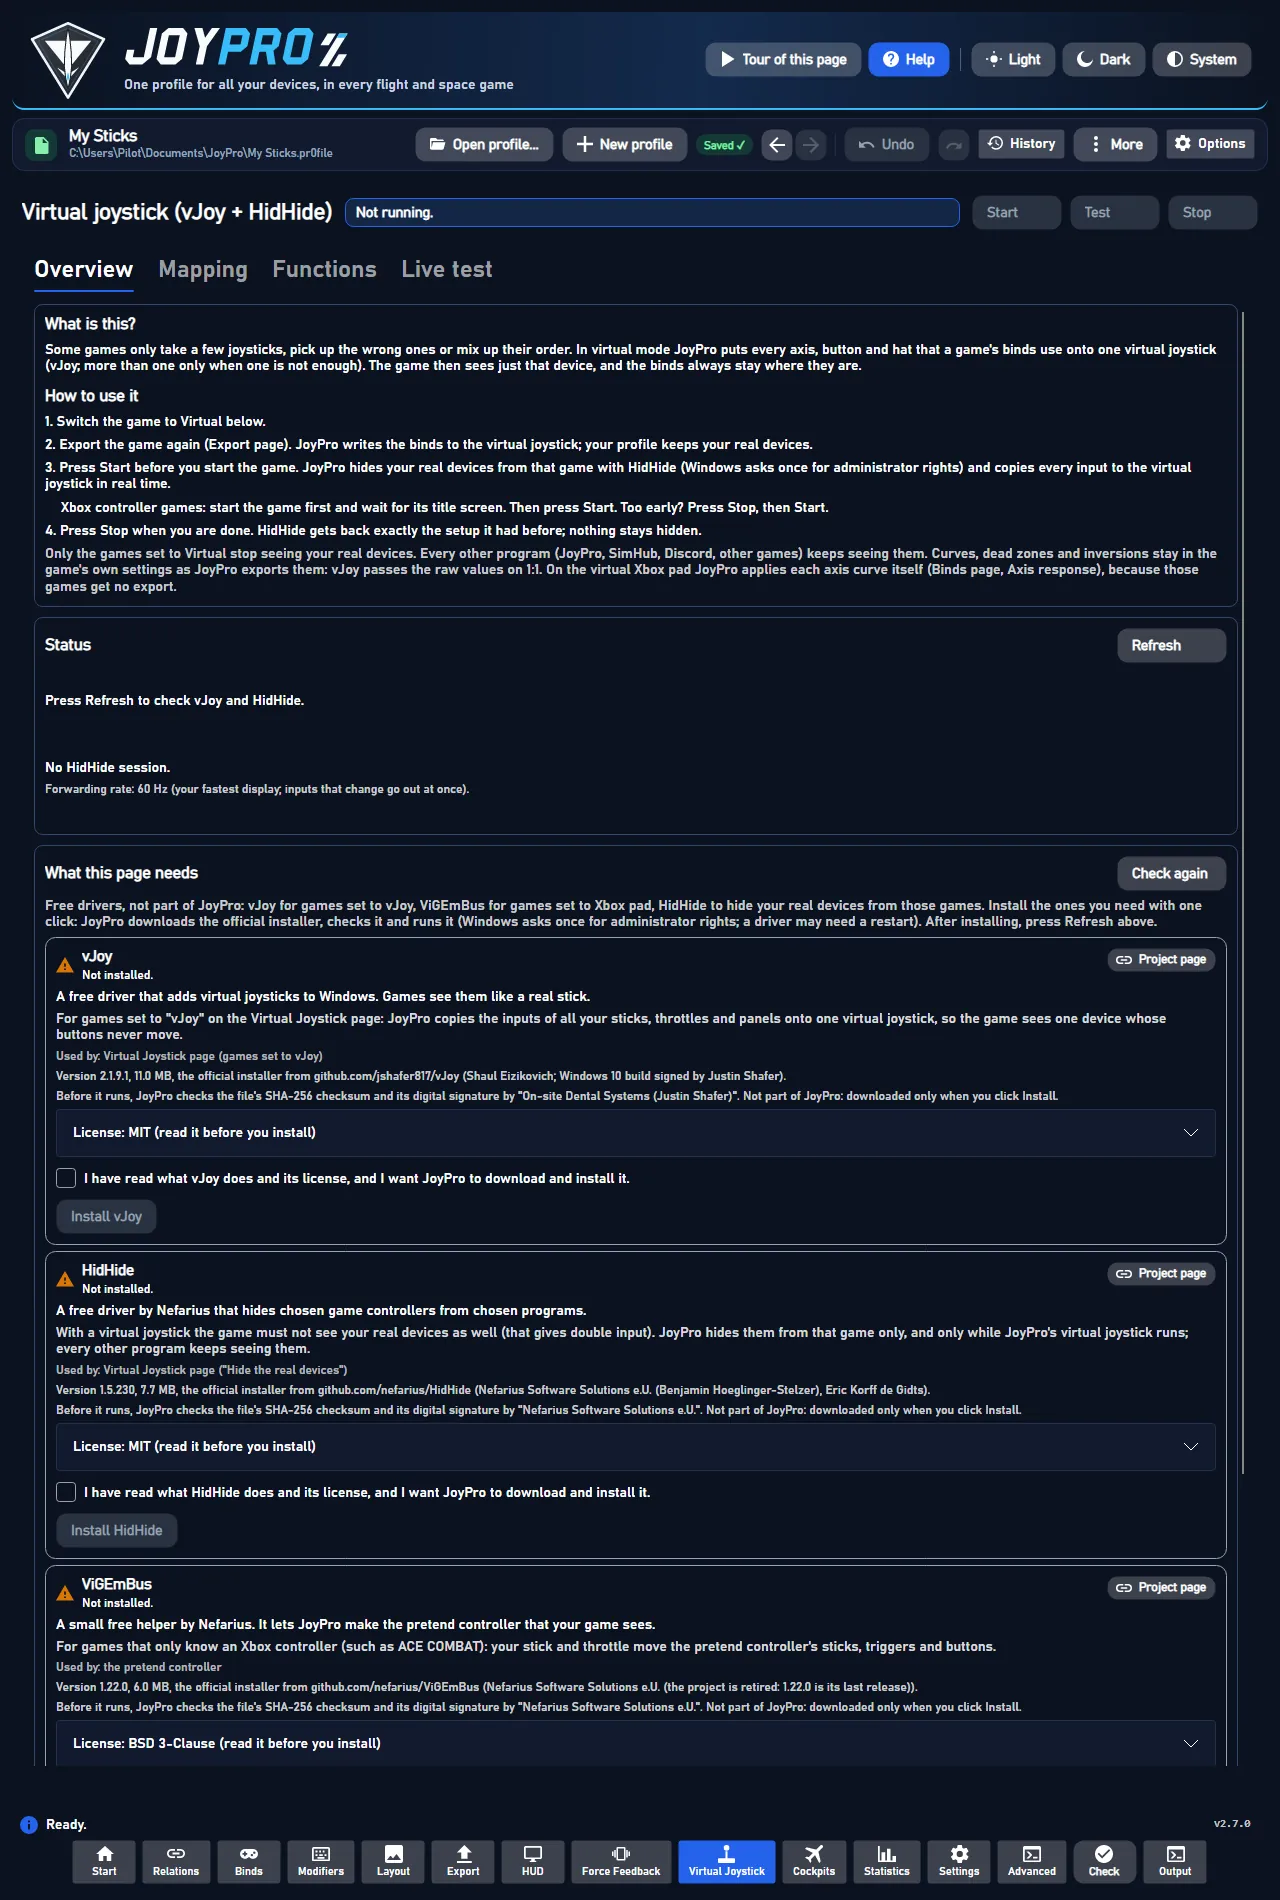 JOYPRO
One profile for all your devices, in every flight and space game
Tour of this page
Help
Light
Dark
System
My Sticks
C:\Users\Pilot\Documents\JoyPro\My Sticks.pr0file
Open profile...
New profile
Saved ✓
Undo
History
More
Options
Virtual joystick (vJoy + HidHide)
Not running.
Start
Test
Stop
Overview
Mapping
Functions
Live test
What is this?
Some games only take a few joysticks, pick up the wrong ones or mix up their order. In virtual mode JoyPro puts every axis, button and hat that a game's binds use onto one virtual joystick
(vJoy; more than one only when one is not enough). The game then sees just that device, and the binds always stay where they are.
How to use it
1. Switch the game to Virtual below.
2. Export the game again (Export page). JoyPro writes the binds to the virtual joystick; your profile keeps your real devices.
3. Press Start before you start the game. JoyPro hides your real devices from that game with HidHide (Windows asks once for administrator rights) and copies every input to the virtual
joystick in real time.
Xbox controller games: start the game first and wait for its title screen. Then press Start. Too early? Press Stop, then Start.
4. Press Stop when you are done. HidHide gets back exactly the setup it had before; nothing stays hidden.
Only the games set to Virtual stop seeing your real devices. Every other program (JoyPro, SimHub, Discord, other games) keeps seeing them. Curves, dead zones and inversions stay in the
game's own settings as JoyPro exports them: vJoy passes the raw values on 1:1. On the virtual Xbox pad JoyPro applies each axis curve itself (Binds page, Axis response), because those
games get no export.
Status
Refresh
Press Refresh to check vJoy and HidHide.
No HidHide session.
Forwarding rate: 60 Hz (your fastest display; inputs that change go out at once).
What this page needs
Check again
Free drivers, not part of JoyPro: vJoy for games set to vJoy, ViGEmBus for games set to Xbox pad, HidHide to hide your real devices from those games. Install the ones you need with one
click: JoyPro downloads the official installer, checks it and runs it (Windows asks once for administrator rights; a driver may need a restart). After installing, press Refresh above.
vJoy
Not installed.
Project page
A free driver that adds virtual joysticks to Windows. Games see them like a real stick.
For games set to "vJoy" on the Virtual Joystick page: JoyPro copies the inputs of all your sticks, throttles and panels onto one virtual joystick, so the game sees one device whose
buttons never move.
Used by: Virtual Joystick page (games set to vJoy)
Version 2.1.9.1, 11.0 MB, the official installer from github.com/jshafer817/vJoy (Shaul Eizikovich; Windows 10 build signed by Justin Shafer).
Before it runs, JoyPro checks the file's SHA-256 checksum and its digital signature by "On-site Dental Systems (Justin Shafer)". Not part of JoyPro: downloaded only when you click Install.
License: MIT (read it before you install)
I have read what vJoy does and its license, and I want JoyPro to download and install it.
Install vJoy
HidHide
Not installed.
Project page
A free driver by Nefarius that hides chosen game controllers from chosen programs.
With a virtual joystick the game must not see your real devices as well (that gives double input). JoyPro hides them from that game only, and only while JoyPro's virtual joystick runs;
every other program keeps seeing them.
Used by: Virtual Joystick page ("Hide the real devices")
Version 1.5.230, 7.7 MB, the official installer from github.com/nefarius/HidHide (Nefarius Software Solutions e.U. (Benjamin Hoeglinger-Stelzer), Eric Korff de Gidts).
Before it runs, JoyPro checks the file's SHA-256 checksum and its digital signature by "Nefarius Software Solutions e.U.". Not part of JoyPro: downloaded only when you click Install.
License: MIT (read it before you install)
I have read what HidHide does and its license, and I want JoyPro to download and install it.
Install HidHide
ViGEmBus
Not installed.
Project page
A small free helper by Nefarius. It lets JoyPro make the pretend controller that your game sees.
For games that only know an Xbox controller (such as ACE COMBAT): your stick and throttle move the pretend controller's sticks, triggers and buttons.
Used by: the pretend controller
Version 1.22.0, 6.0 MB, the official installer from github.com/nefarius/ViGEmBus (Nefarius Software Solutions e.U. (the project is retired: 1.22.0 is its last release)).
Before it runs, JoyPro checks the file's SHA-256 checksum and its digital signature by "Nefarius Software Solutions e.U.". Not part of JoyPro: downloaded only when you click Install.
License: BSD 3-Clause (read it before you install)
Ready.
v2.7.0
Start
Relations
Binds
Modifiers
Layout
Export
HUD
Force Feedback
Virtual Joystick
Cockpits
Statistics
Settings
Advanced
Check
Output